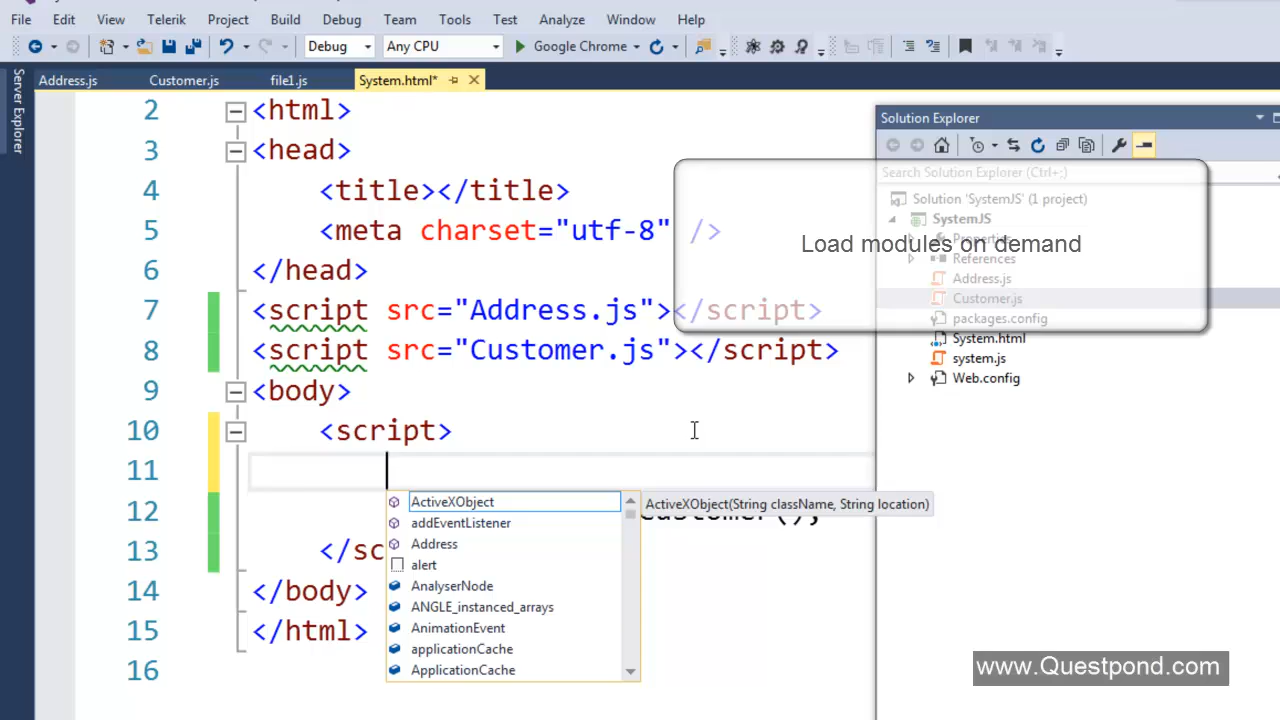 File Edit View Telerik Project Build Debug Team Tools Test Analyze Window Help
Debug Any CPU Google Chrome
Server Explorer
Address.js Customer.js file1.js System.html*
2 <html>
3 <head>
4 <title></title>
5 <meta charset="utf-8" />
6 </head>
7 <script src="Address.js"></script>
8 <script src="Customer.js"></script>
9 <body>
10 <script>
11
12 Customer();
13 </sc
14 </body>
15 </html>
16
ActiveXObject
addEventListener
Address
alert
AnalyserNode
ANGLE_instanced_arrays
AnimationEvent
applicationCache
ApplicationCache
ActiveXObject(String className, String location)
Solution Explorer
Search Solution Explorer (Ctrl+;)
Solution 'SystemJS' (1 project)
SystemJS
Load modules on demand
Properties
References
Address.js
Customer.js
packages.config
System.html
system.js
Web.config
www.Questpond.com